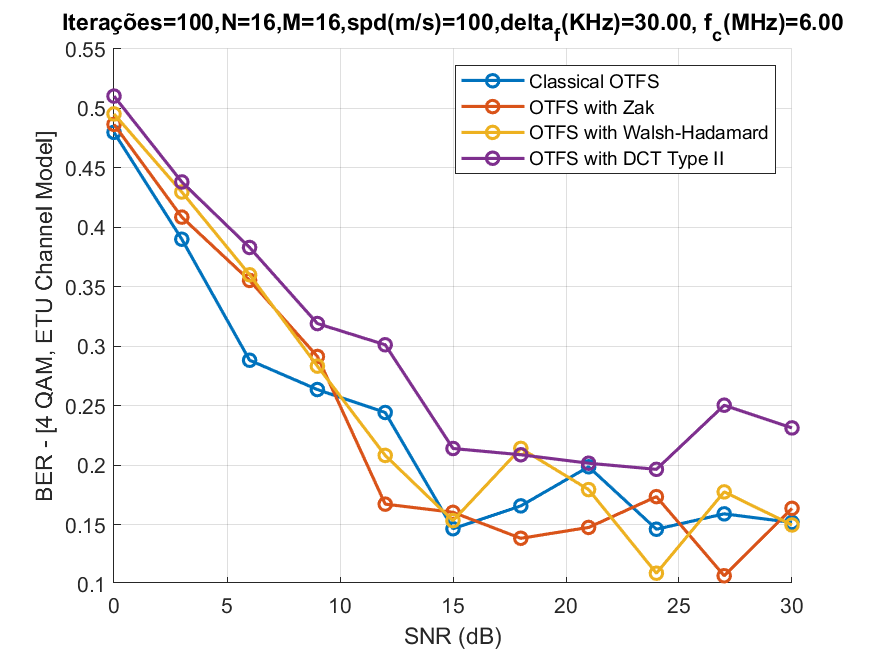 Iterações=100,N=16,M=16,spd(m/s)=100,delta_f(KHz)=30.00, f_c(MHz)=6.00
0.55
0.5
0.45
0.4
0.35
0.3
0.25
0.2
0.15
0.1
BER - [4 QAM, ETU Channel Model]
Classical OTFS
OTFS with Zak
OTFS with Walsh-Hadamard
OTFS with DCT Type II
0 5 10 15 20 25 30
SNR (dB)